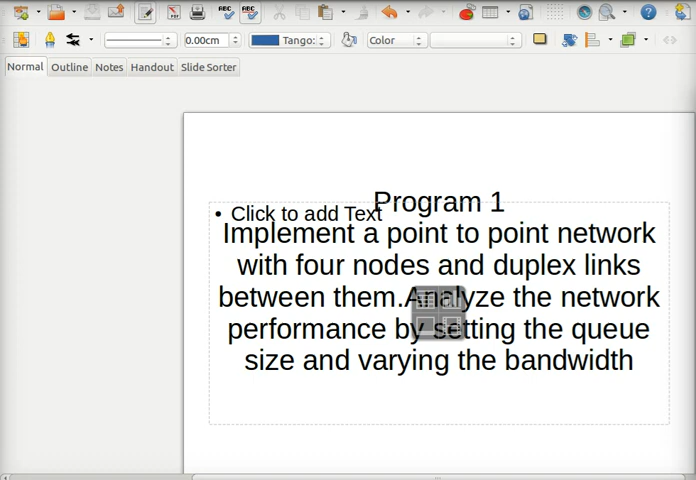 0.00cm
Tango:
Color
Normal
Outline
Notes
Handout
Slide Sorter
Program 1
• Click to add Text
Implement a point to point network
with four nodes and duplex links
between them.Analyze the network
performance by setting the queue
size and varying the bandwidth